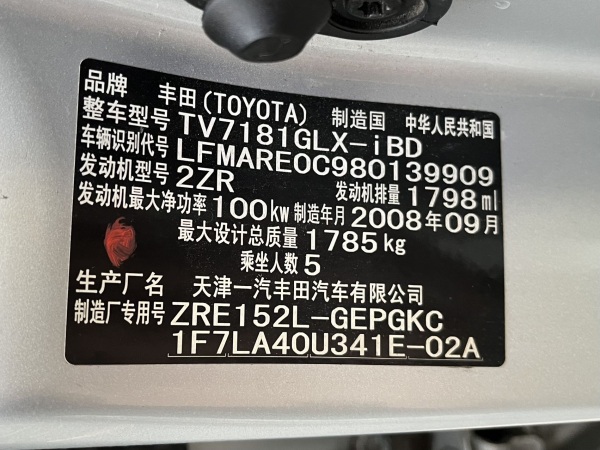 品牌 丰田(TOYOTA) 制造国 中华人民共和国
整车型号 TV7181GLX-iBD
车辆识别代号 LFMARE0C980139909
发动机型号 2ZR 发动机排量 1798ml
发动机最大净功率 100kw 制造年月 2008年09月
最大设计总质量 1785kg
乘坐人数 5
生产厂名 天津一汽丰田汽车有限公司
制造厂专用号 ZRE152L-GEPGKC
1F7LA40U341E-02A